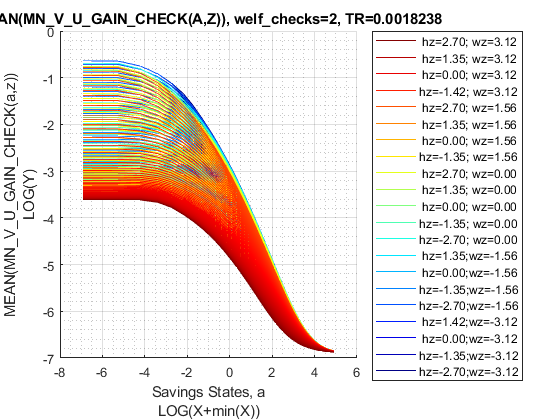 AN(MN_V_U_GAIN_CHECK(A,Z)), welf_checks=2, TR=0.0018238
MEAN(MN_V_U_GAIN_CHECK(a,z))
LOG(Y)
0
-1
-2
-3
-4
-5
-6
-7
-8
-6
-4
-2
0
2
4
6
Savings States, a
LOG(X+min(X))
hz=2.70; wz=3.12
hz=1.35; wz=3.12
hz=0.00; wz=3.12
hz=-1.42; wz=3.12
hz=2.70; wz=1.56
hz=1.35; wz=1.56
hz=0.00; wz=1.56
hz=-1.35; wz=1.56
hz=2.70; wz=0.00
hz=1.35; wz=0.00
hz=0.00; wz=0.00
hz=-1.35; wz=0.00
hz=-2.70; wz=0.00
hz=1.35;wz=-1.56
hz=0.00;wz=-1.56
hz=-1.35;wz=-1.56
hz=-2.70;wz=-1.56
hz=1.42;wz=-3.12
hz=0.00;wz=-3.12
hz=-1.35;wz=-3.12
hz=-2.70;wz=-3.12